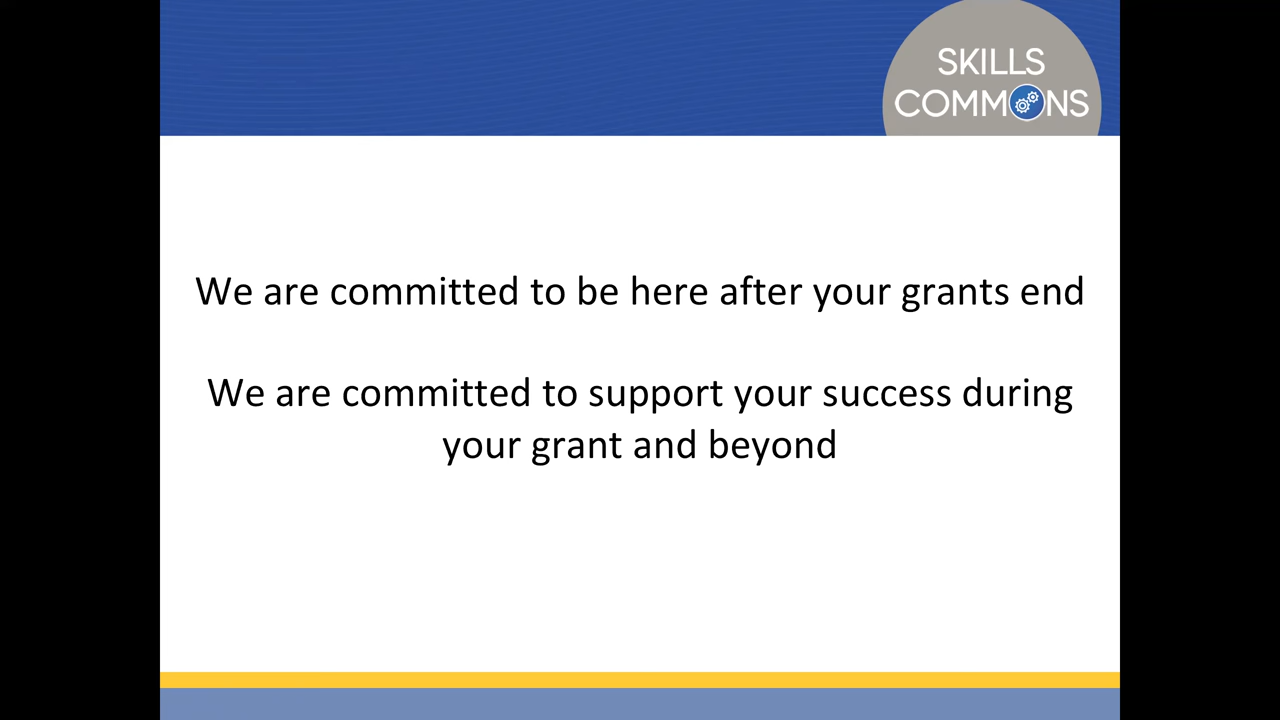 SKILLS
COMMONS
We are committed to be here after your grants end
We are committed to support your success during
your grant and beyond